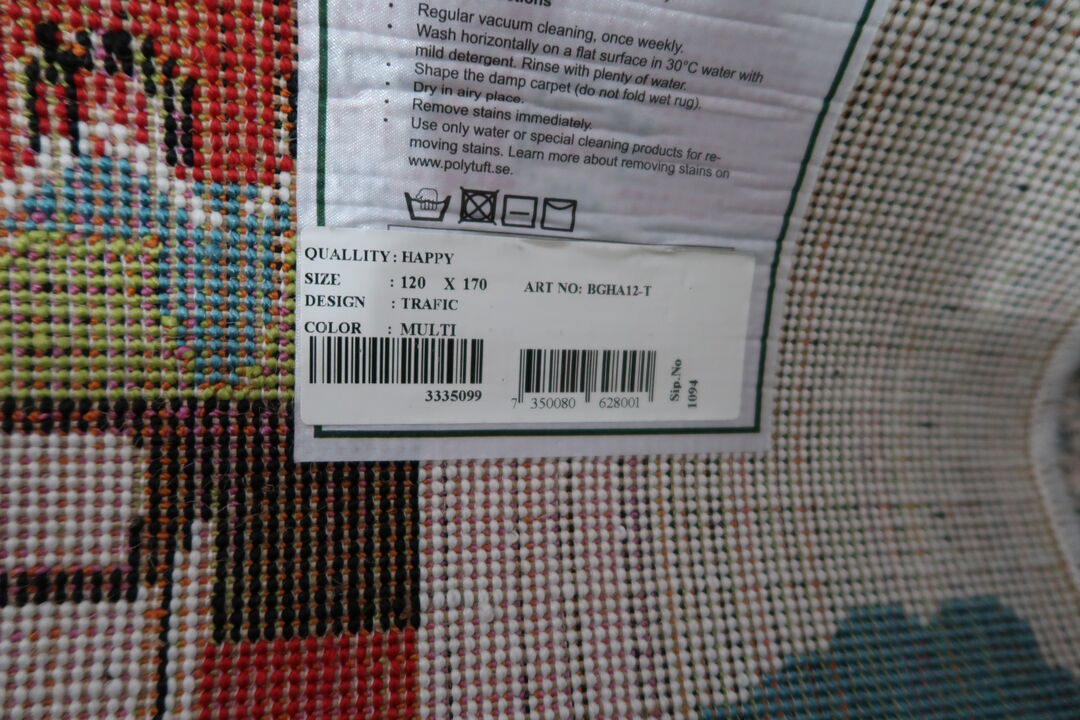 Regular vacuum cleaning, once weekly.
Wash horizontally on a flat surface in 30°C water with
mild detergent. Rinse with plenty of water.
Shape the damp carpet (do not fold wet rug).
Dry in airy place.
Remove stains immediately.
Use only water or special cleaning products for re-
moving stains. Learn more about removing stains on
www.polytuft.se.
QUALLITY : HAPPY
SIZE : 120 X 170 ART NO: BGHA12-T
DESIGN : TRAFIC
COLOR : MULTI
3335099
7 350080 628001
Sip.No
1094